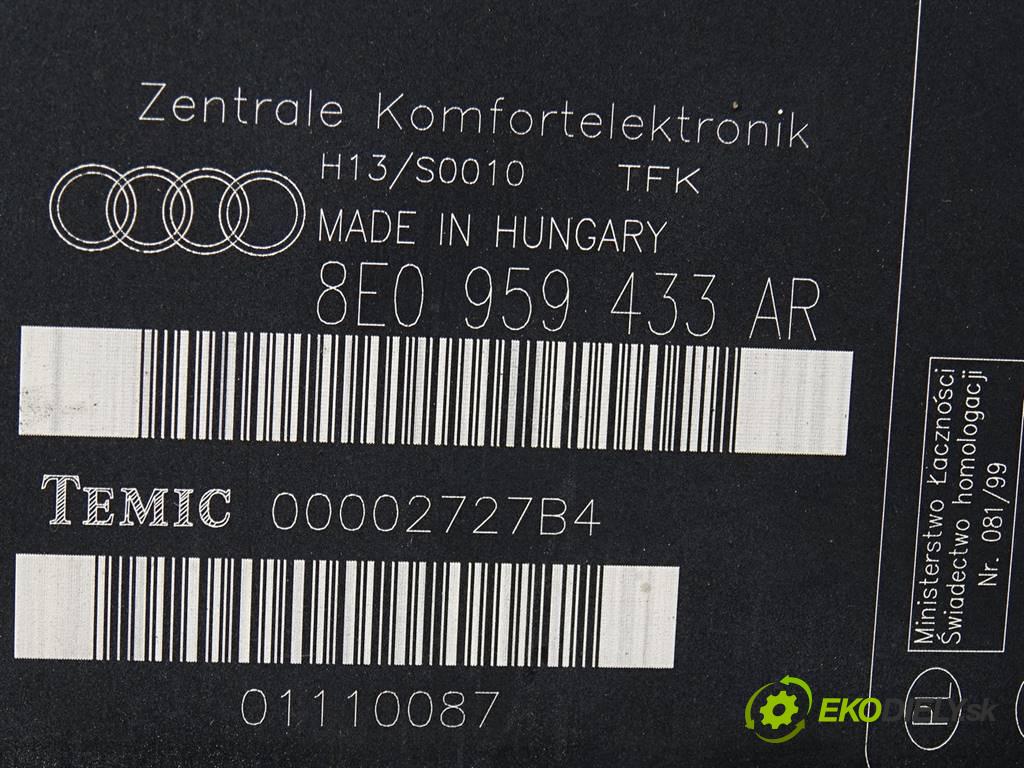 Zentrale Komfortelektronik
H13/S0010 TFK
MADE IN HUNGARY
8E0 959 433 AR
TEMIC 00002727B4
01110087
Ministerstwo Łączności
Świadectwo homologacji
Nr. 081/99
PL
EKODIELY.sk